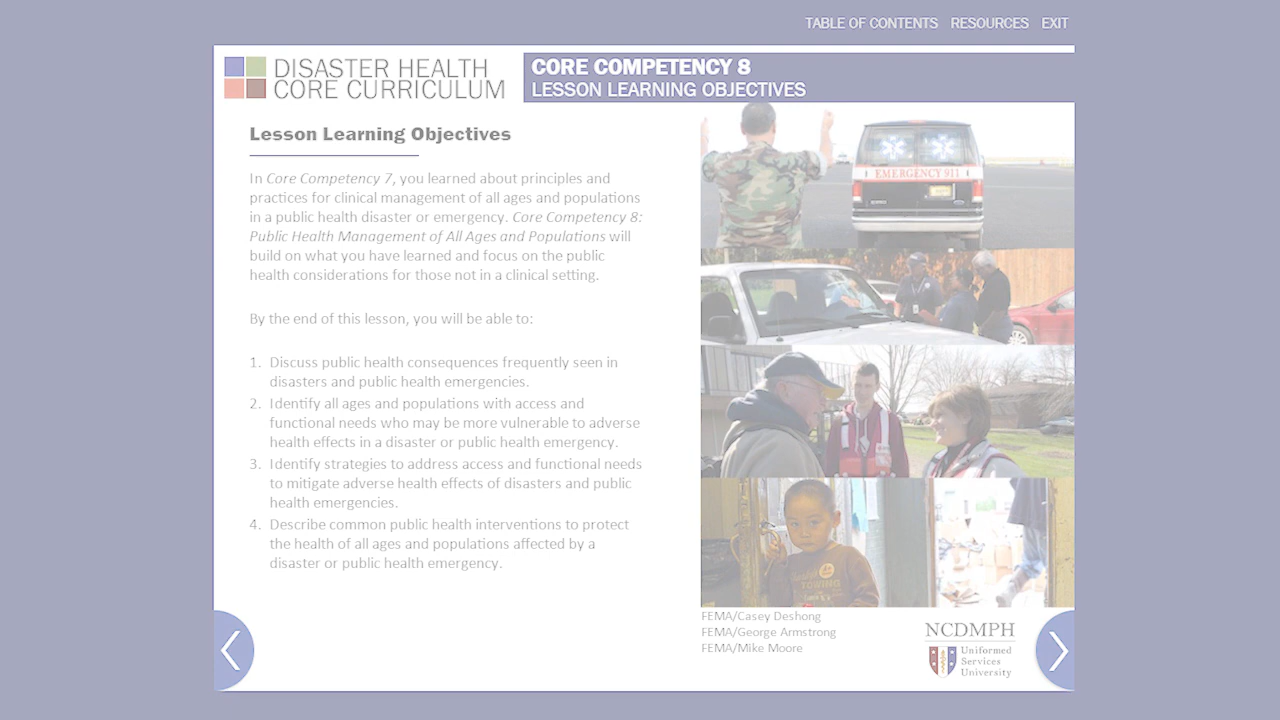 TABLE OF CONTENTS RESOURCES EXIT
DISASTER HEALTH
CORE CURRICULUM
CORE COMPETENCY 8
LESSON LEARNING OBJECTIVES
Lesson Learning Objectives
In Core Competency 7, you learned about principles and
practices for clinical management of all ages and populations
in a public health disaster or emergency. Core Competency 8:
Public Health Management of All Ages and Populations will
build on what you have learned and focus on the public
health considerations for those not in a clinical setting.
By the end of this lesson, you will be able to:
1. Discuss public health consequences frequently seen in
disasters and public health emergencies.
2. Identify all ages and populations with access and
functional needs who may be more vulnerable to adverse
health effects in a disaster or public health emergency.
3. Identify strategies to address access and functional needs
to mitigate adverse health effects of disasters and public
health emergencies.
4. Describe common public health interventions to protect
the health of all ages and populations affected by a
disaster or public health emergency.
EMERGENCY 911
TOWING
FEMA/Casey Deshong
FEMA/George Armstrong
FEMA/Mike Moore
NCDMPH
Uniformed
Services
University